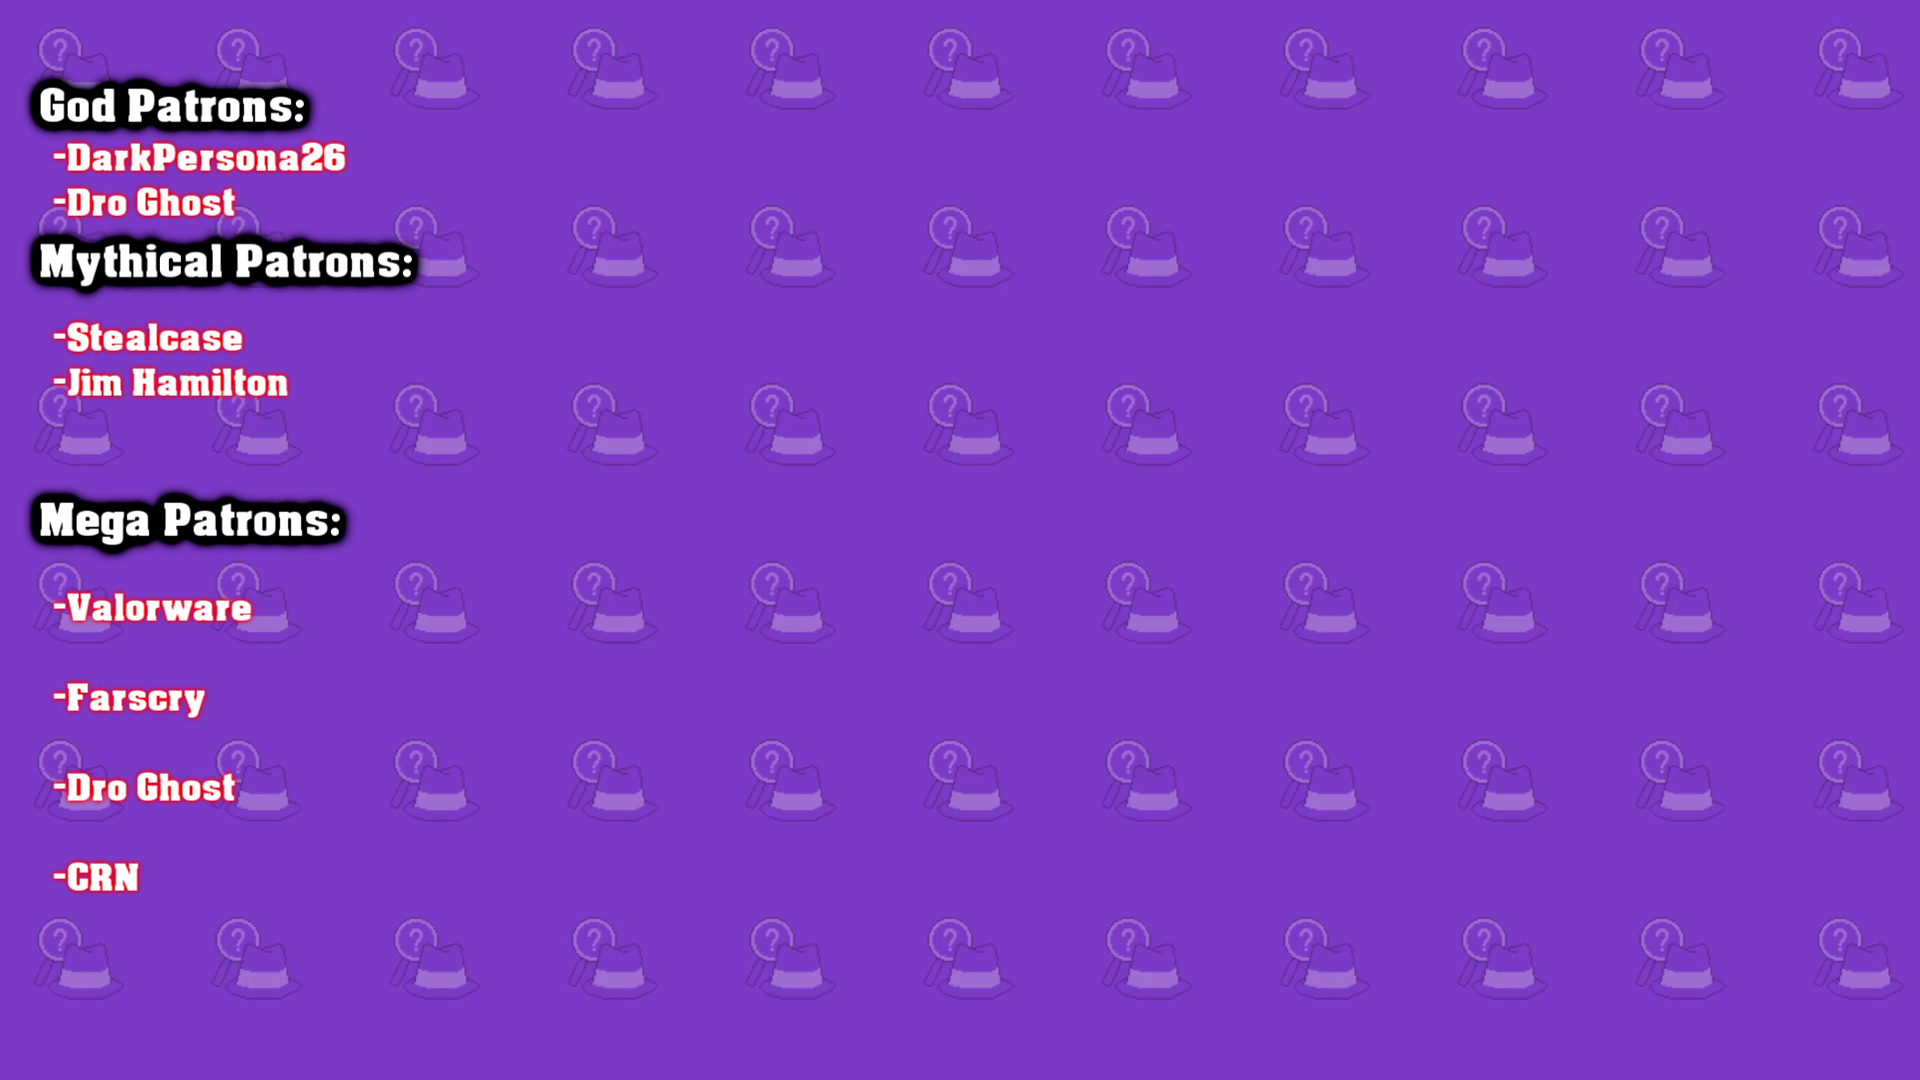 God Patrons:
-DarkPersona26
-Dro Ghost
Mythical Patrons:
-Stealcase
-Jim Hamilton
Mega Patrons:
-Valorware
-Farscry
-Dro Ghost
-CRN